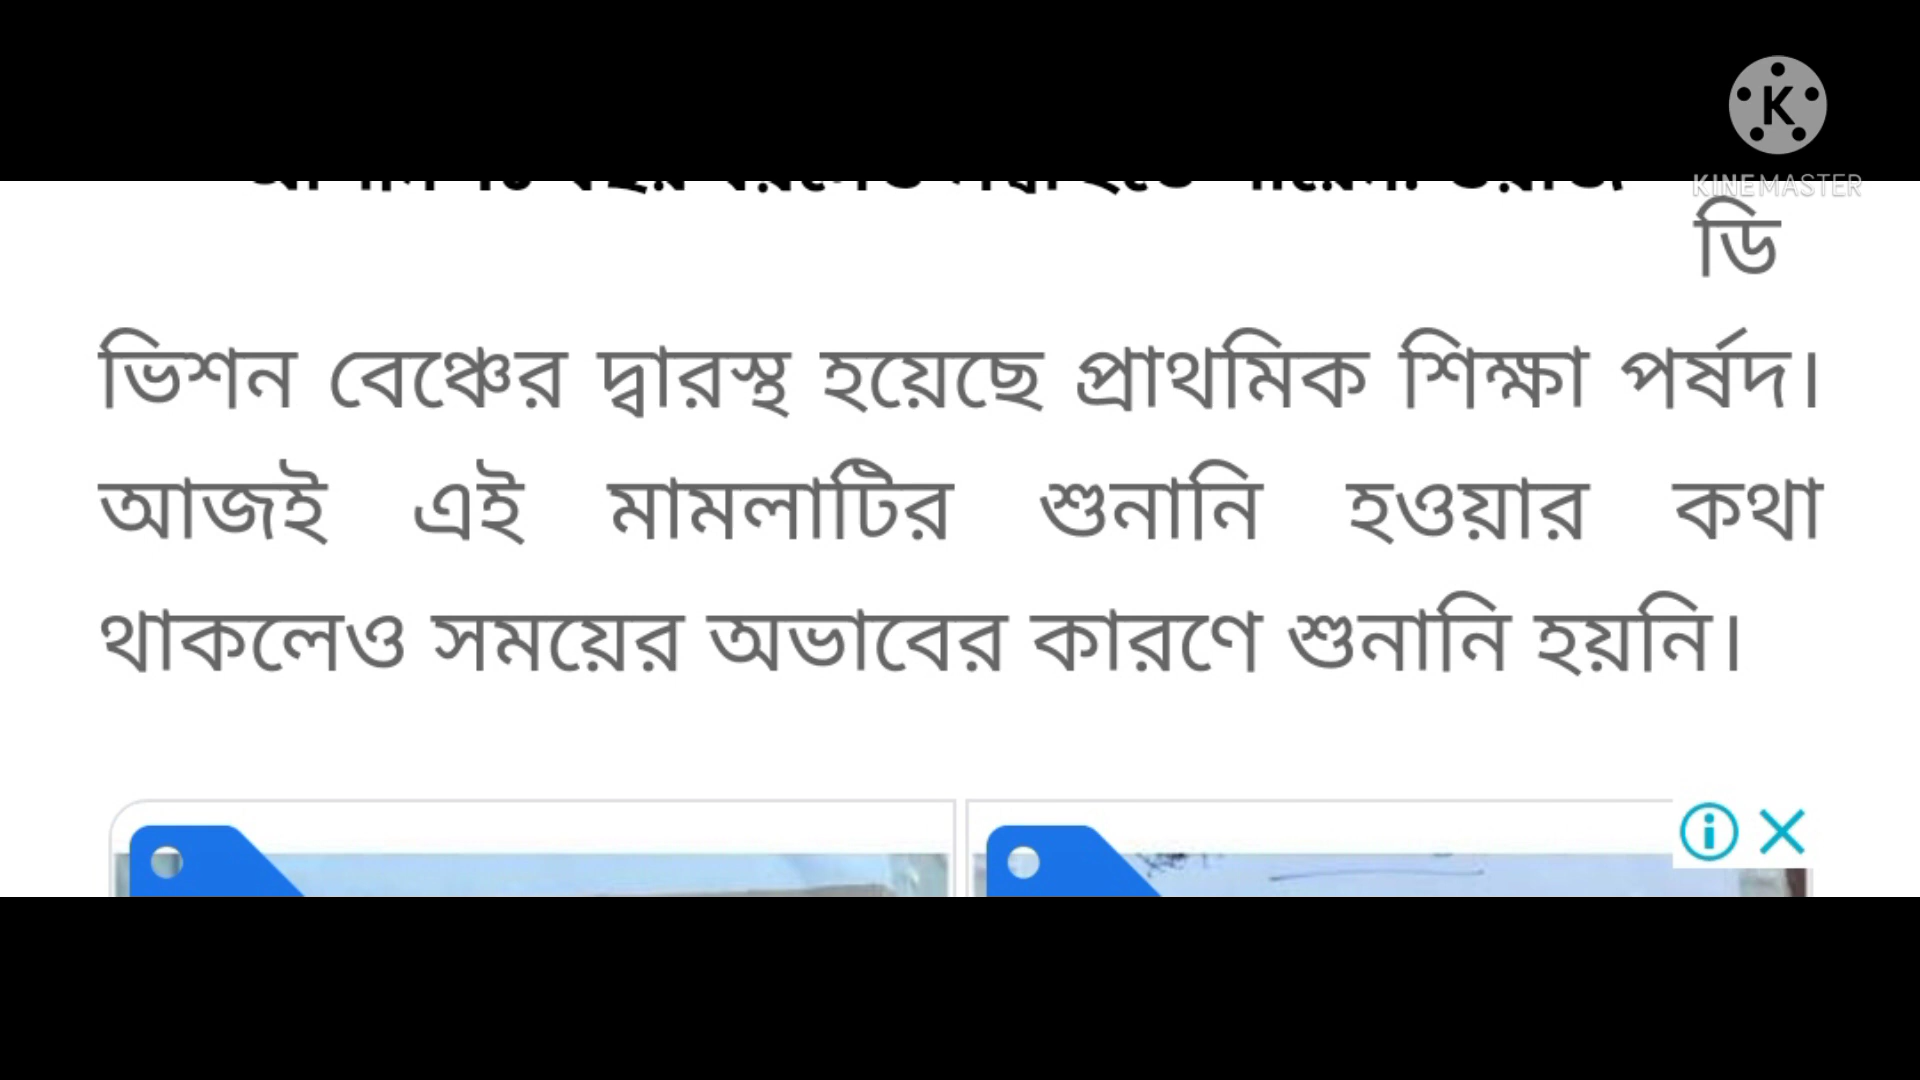 K
KINEMASTER
ডি
ভিশন বেঞ্চের দ্বারস্থ হয়েছে প্রাথমিক শিক্ষা পর্ষদ।
আজই এই মামলাটির শুনানি হওয়ার কথা
থাকলেও সময়ের অভাবের কারণে শুনানি হয়নি।